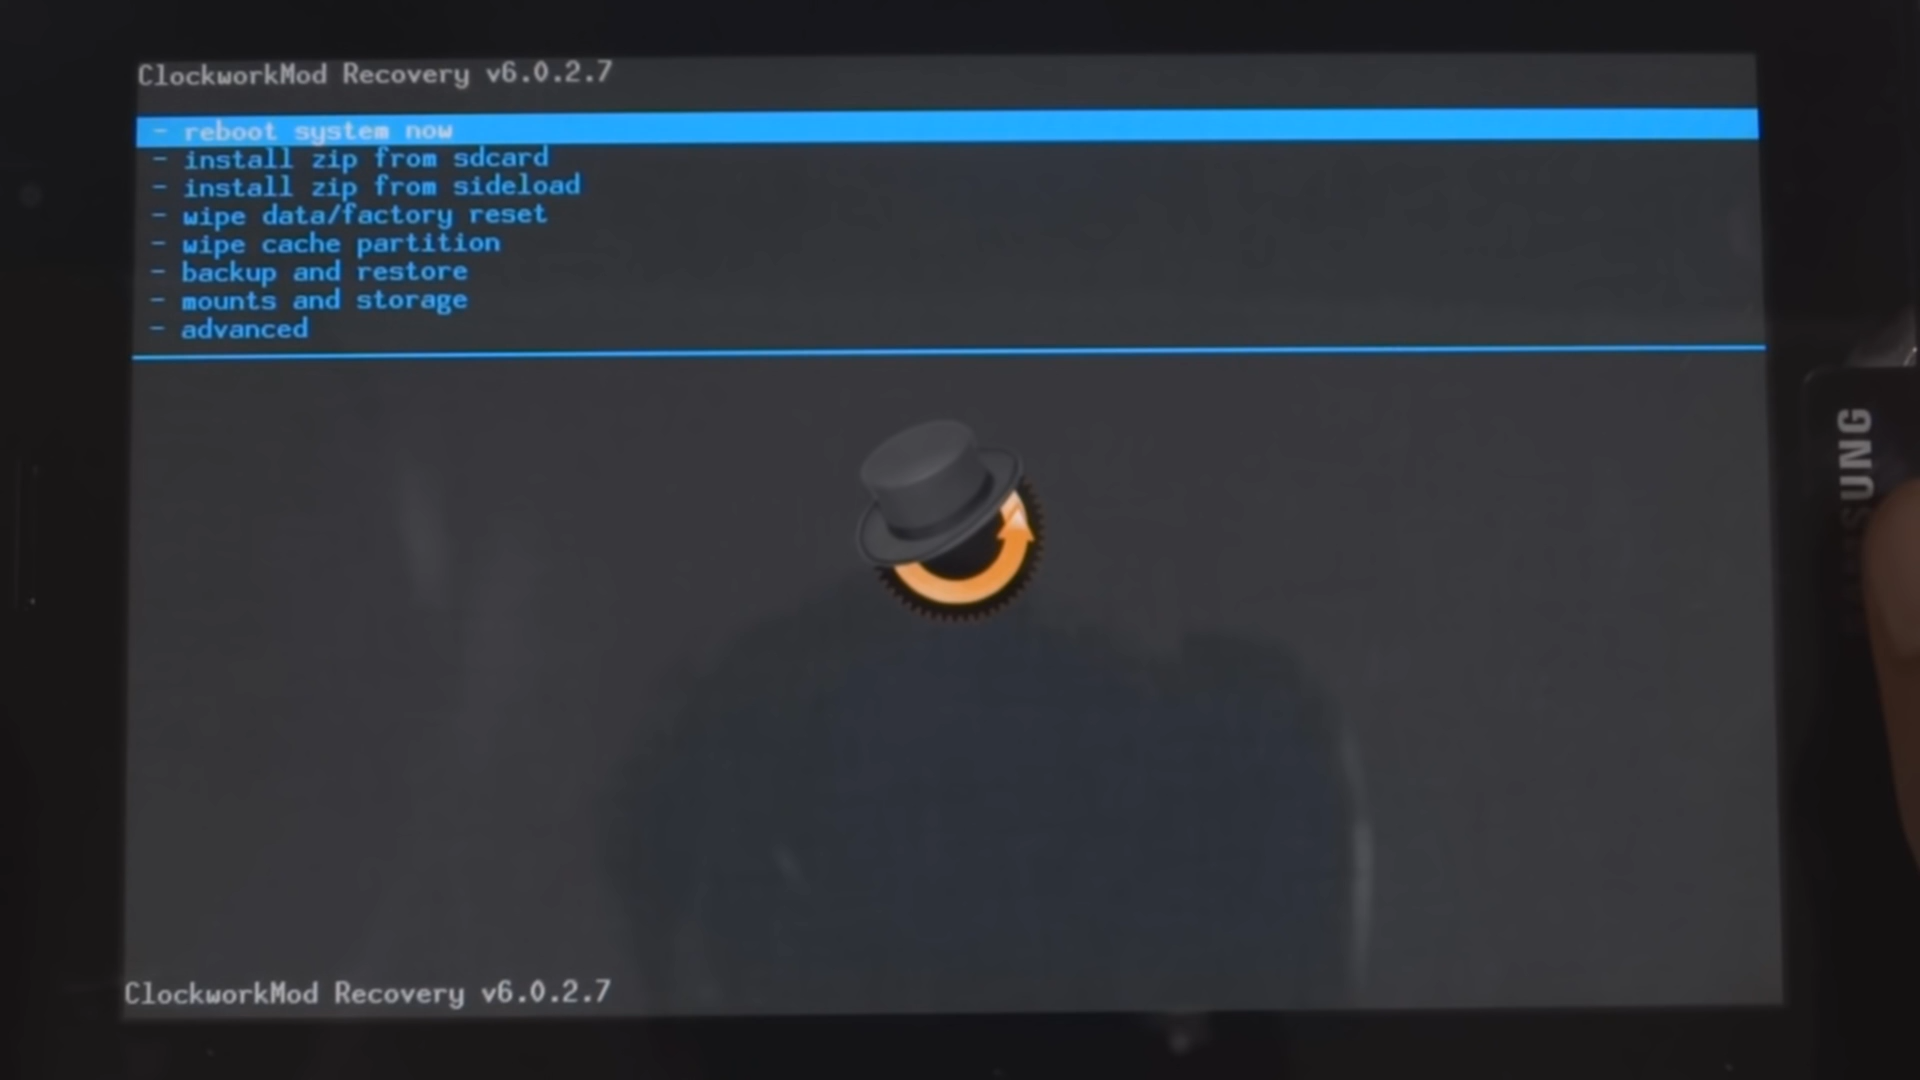 ClockworkMod Recovery v6.0.2.7
- reboot system now
- install zip from sdcard
- install zip from sideload
- wipe data/factory reset
- wipe cache partition
- backup and restore
- mounts and storage
- advanced
SAMSUNG
ClockworkMod Recovery v6.0.2.7